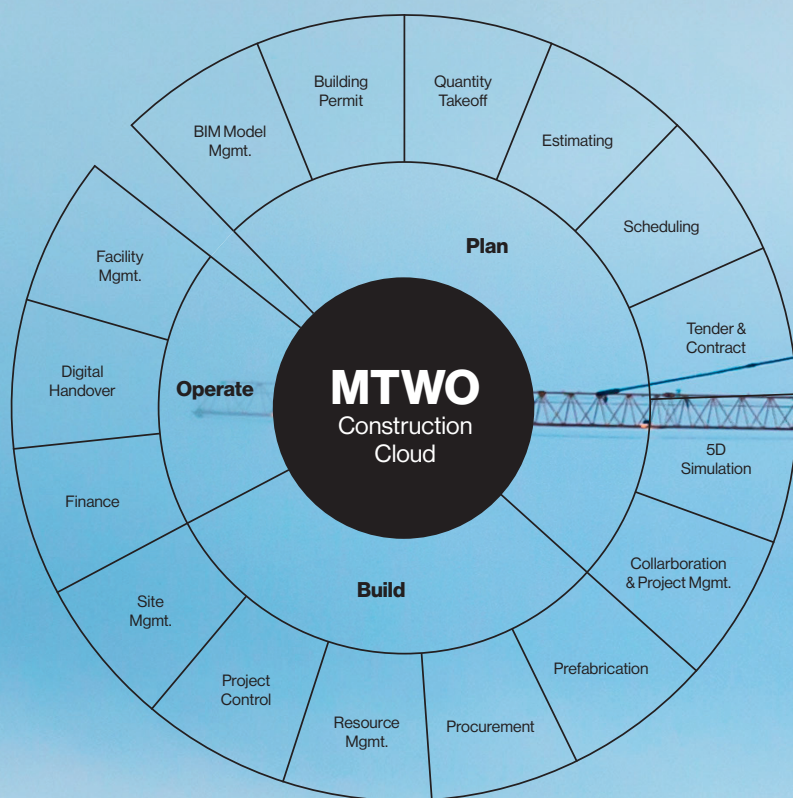 Building
Permit
Quantity
Takeoff
BIM Model
Mgmt.
Estimating
Scheduling
Plan
Facility
Mgmt.
Tender &
Contract
Digital
Handover
Operate
MTWO
Construction
Cloud
5D
Simulation
Finance
Collarboration
& Project Mgmt.
Build
Site
Mgmt.
Prefabrication
Project
Control
Resource
Mgmt.
Procurement